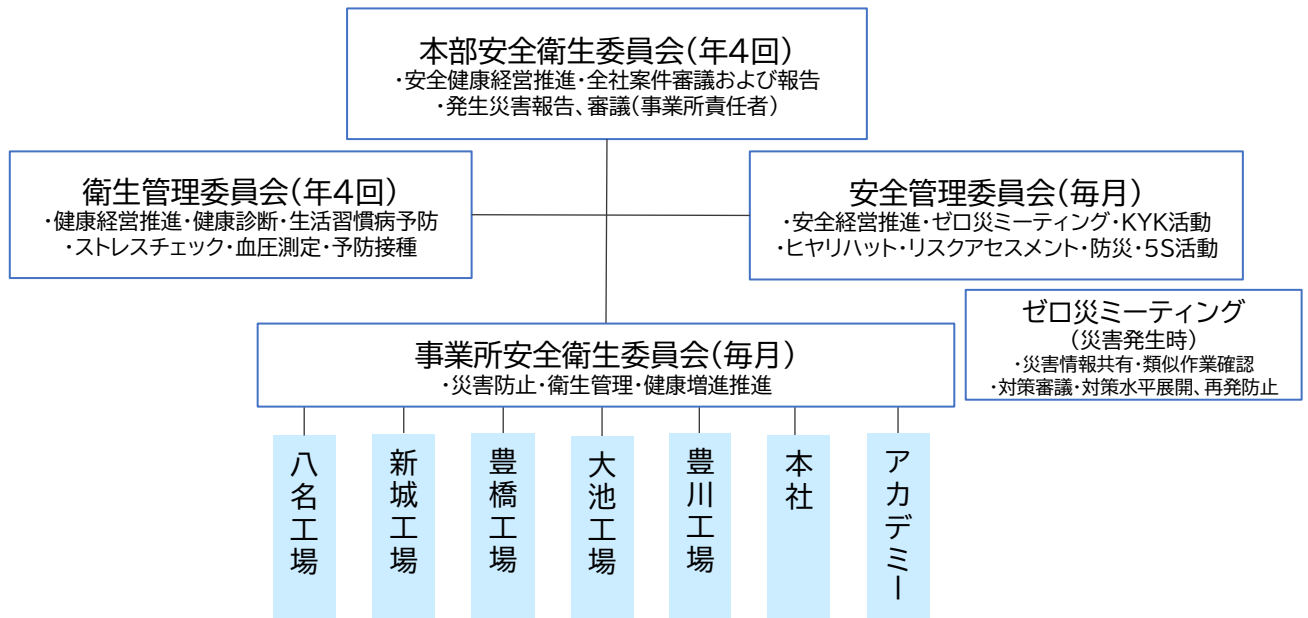 本部安全衛生委員会(年4回)
・安全健康経営推進・全社案件審議および報告
・発生災害報告、審議(事業所責任者)
衛生管理委員会(年4回)
・健康経営推進・健康診断・生活習慣病予防
・ストレスチェック・血圧測定・予防接種
安全管理委員会(毎月)
・安全経営推進・ゼロ災ミーティング・KYK活動
・ヒヤリハット・リスクアセスメント・防災・5S活動
ゼロ災ミーティング
(災害発生時)
・災害情報共有・類似作業確認
・対策審議・対策水平展開、再発防止
事業所安全衛生委員会(毎月)
・災害防止・衛生管理・健康増進推進
八名工場
新城工場
豊橋工場
大池工場
豊川工場
本社
アカデミー